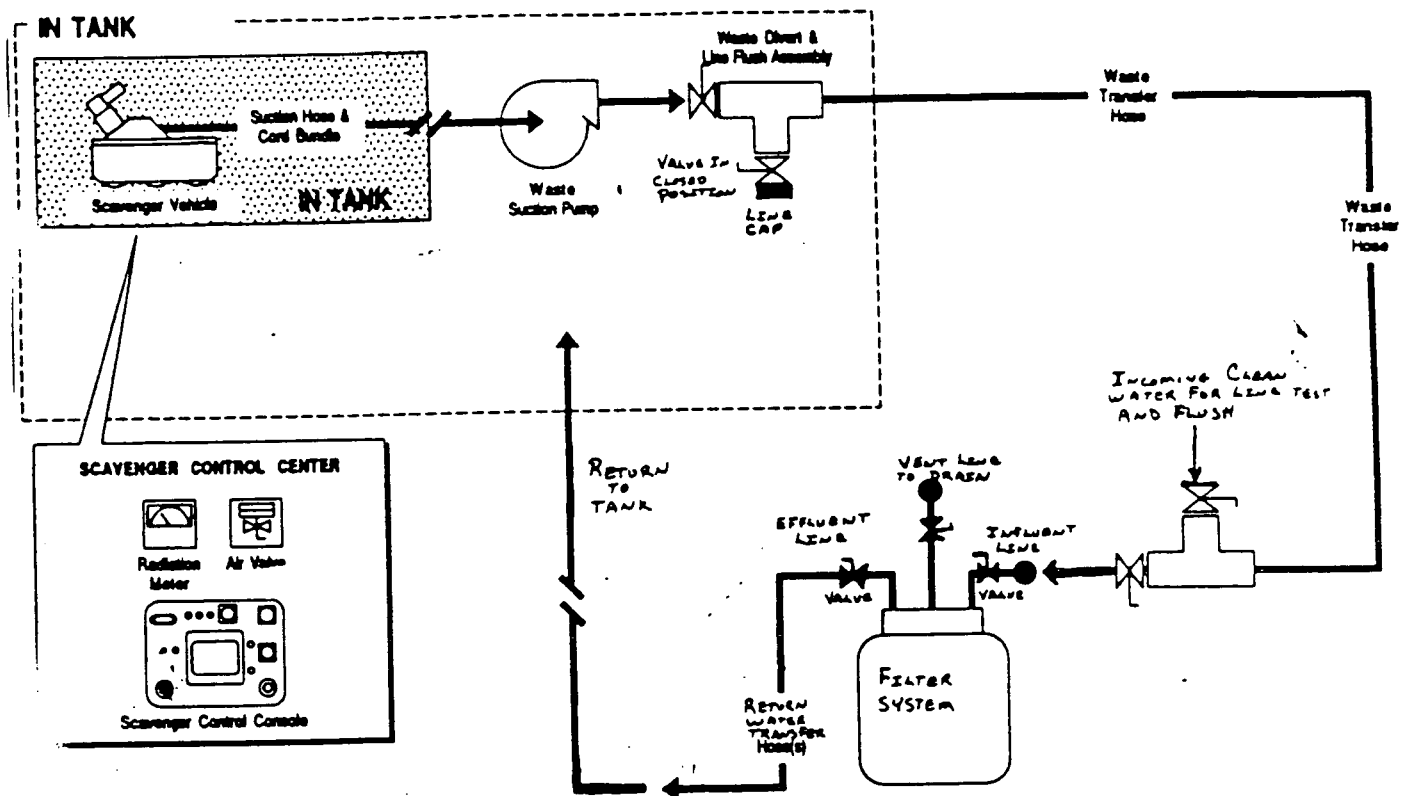 IN TANK
Waste Divert &
Line Flush Assembly
Suction Hose &
Cord Bundle
IN TANK
Scavenger Vehicle
Waste
Suction Pump
VALVE IN
CLOSED
POSITION
LINE
CAP
Waste
Transfer
Hose
Waste
Transfer
Hose
INCOMING CLEAN
WATER FOR LINE TEST
AND FLUSH
SCAVENGER CONTROL CENTER
Radiation
Meter
Air Valve
Scavenger Control Console
RETURN
TO
TANK
VENT LINE
TO DRAIN
EFFLUENT
LINE
VALVE
INFLUENT
LINE
VALVE
FILTER
SYSTEM
RETURN
WATER
TRANSFER
Hose(s)